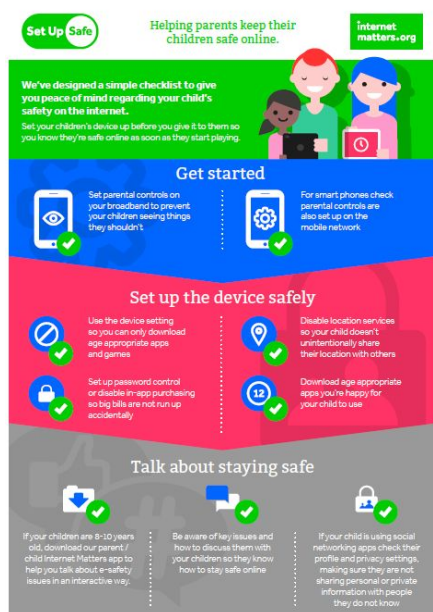 Set Up Safe
Helping parents keep their
children safe online.
internet
matters.org
We've designed a simple checklist to give
you peace of mind regarding your child's
safety on the internet.
Set your children's device up before you give it to them so
you know they're safe online as soon as they start playing.
Get started
Set parental controls on
your broadband to prevent
your children seeing things
they shouldn't
For smart phones check
parental controls are
also set up on the
mobile network
Set up the device safely
Use the device setting
so you can only download
age appropriate apps
and games
Disable location services
so your child doesn't
unintentionally share
their location with others
Set up password control
or disable in-app purchasing
so big bills are not run up
accidentally
12
Download age appropriate
apps you're happy for
your child to use
Talk about staying safe
If your children are 8-10 years
old, download our parent /
child Internet Matters app to
help you talk about e-safety
issues in an interactive way.
Be aware of key issues and
how to discuss them with
your children so they know
how to stay safe online
If your child is using social
networking apps check their
profile and privacy settings,
making sure they are not
sharing personal or private
information with people
they do not know